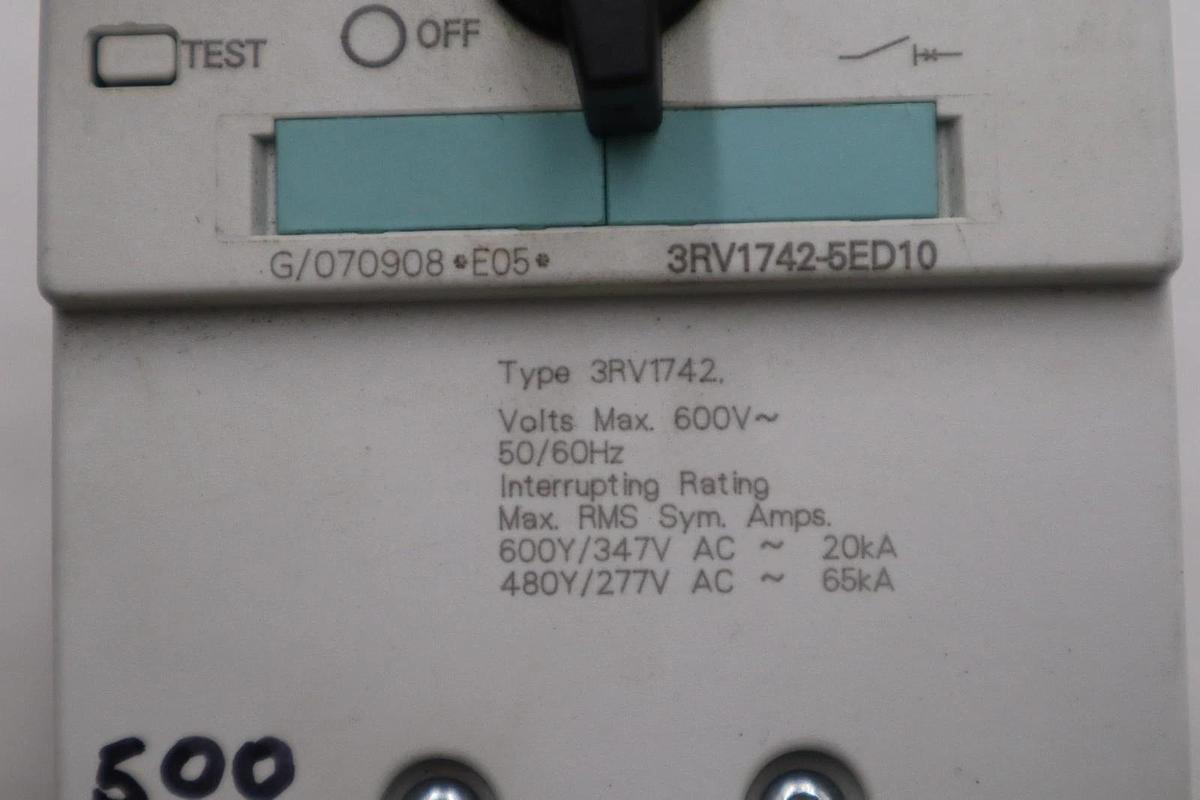 TEST OFF
G/070908 *E05* 3RV1742-5ED10
Type 3RV1742.
Volts Max. 600V~
50/60Hz
Interrupting Rating
Max. RMS Sym. Amps.
600Y/347V AC ~ 20kA
480Y/277V AC ~ 65kA
500